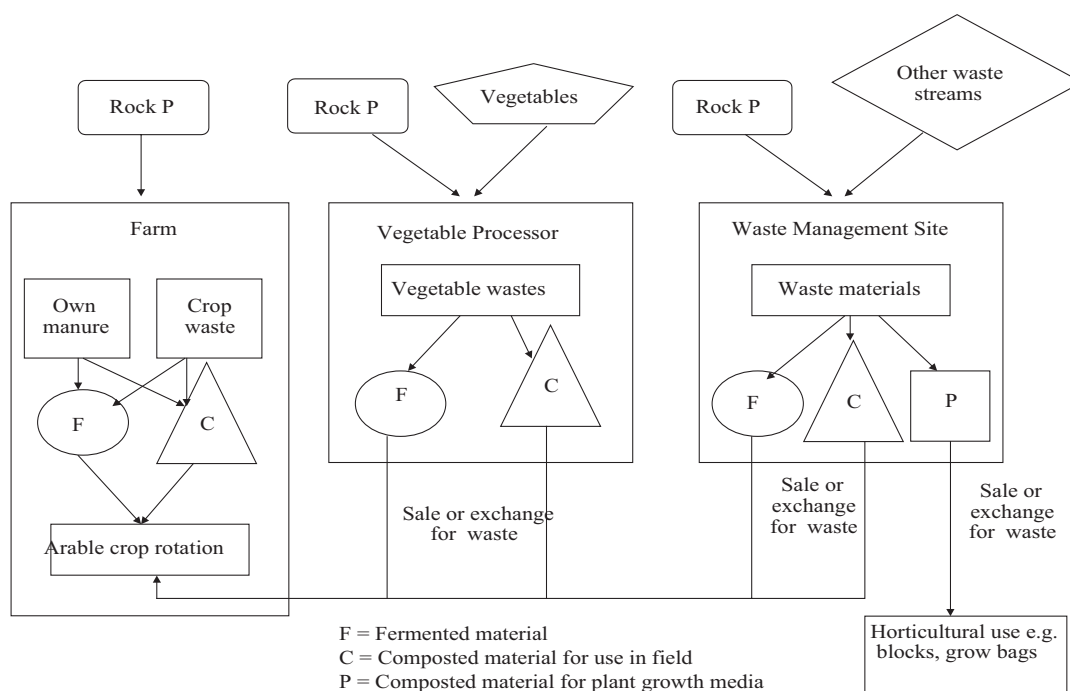 Other waste
streams
Rock P
Rock P
Vegetables
Rock P
Farm
Vegetable Processor
Waste Management Site
Own
manure
Crop
waste
Vegetable wastes
Waste materials
F
C
F
C
F
C
P
Arable crop rotation
Sale or exchange
for waste
Sale or
exchange
for waste
Sale or
exchange
for waste
F = Fermented material
C = Composted material for use in field
P = Composted material for plant growth media
Horticultural use e.g.
blocks, grow bags